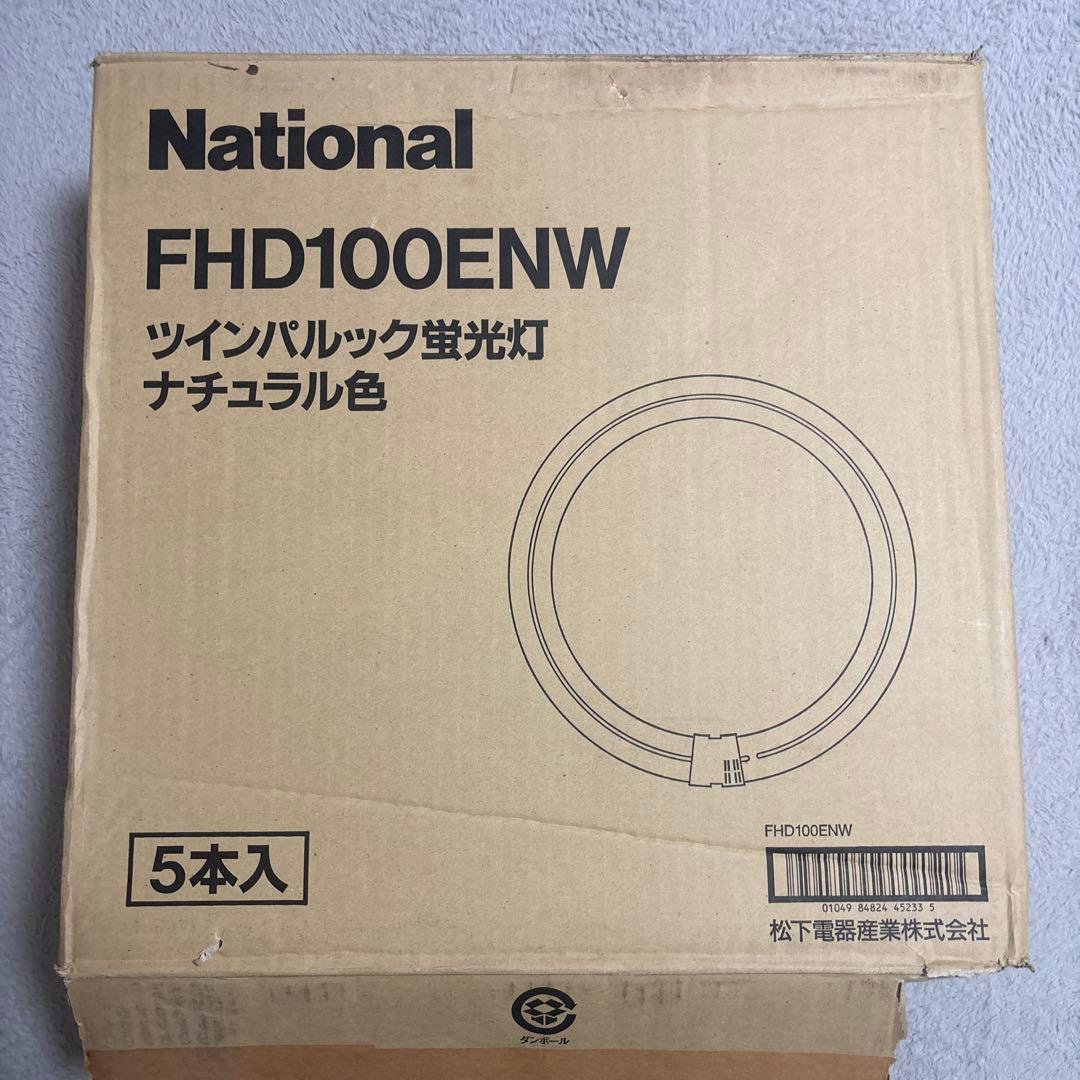 National
FHD100ENW
ツインパルック蛍光灯
ナチュラル色
5本入
FHD100ENW
01049 84824 45233 5
松下電器産業株式会社
ダンボール